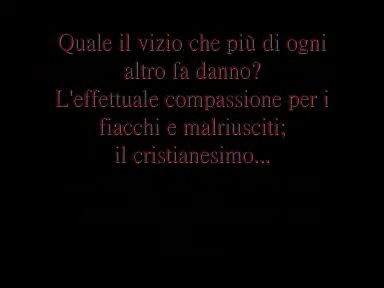 Quale il vizio che più di ogni
altro fa danno?
L'effettuale compassione per i
fiacchi e malriusciti;
il cristianesimo...